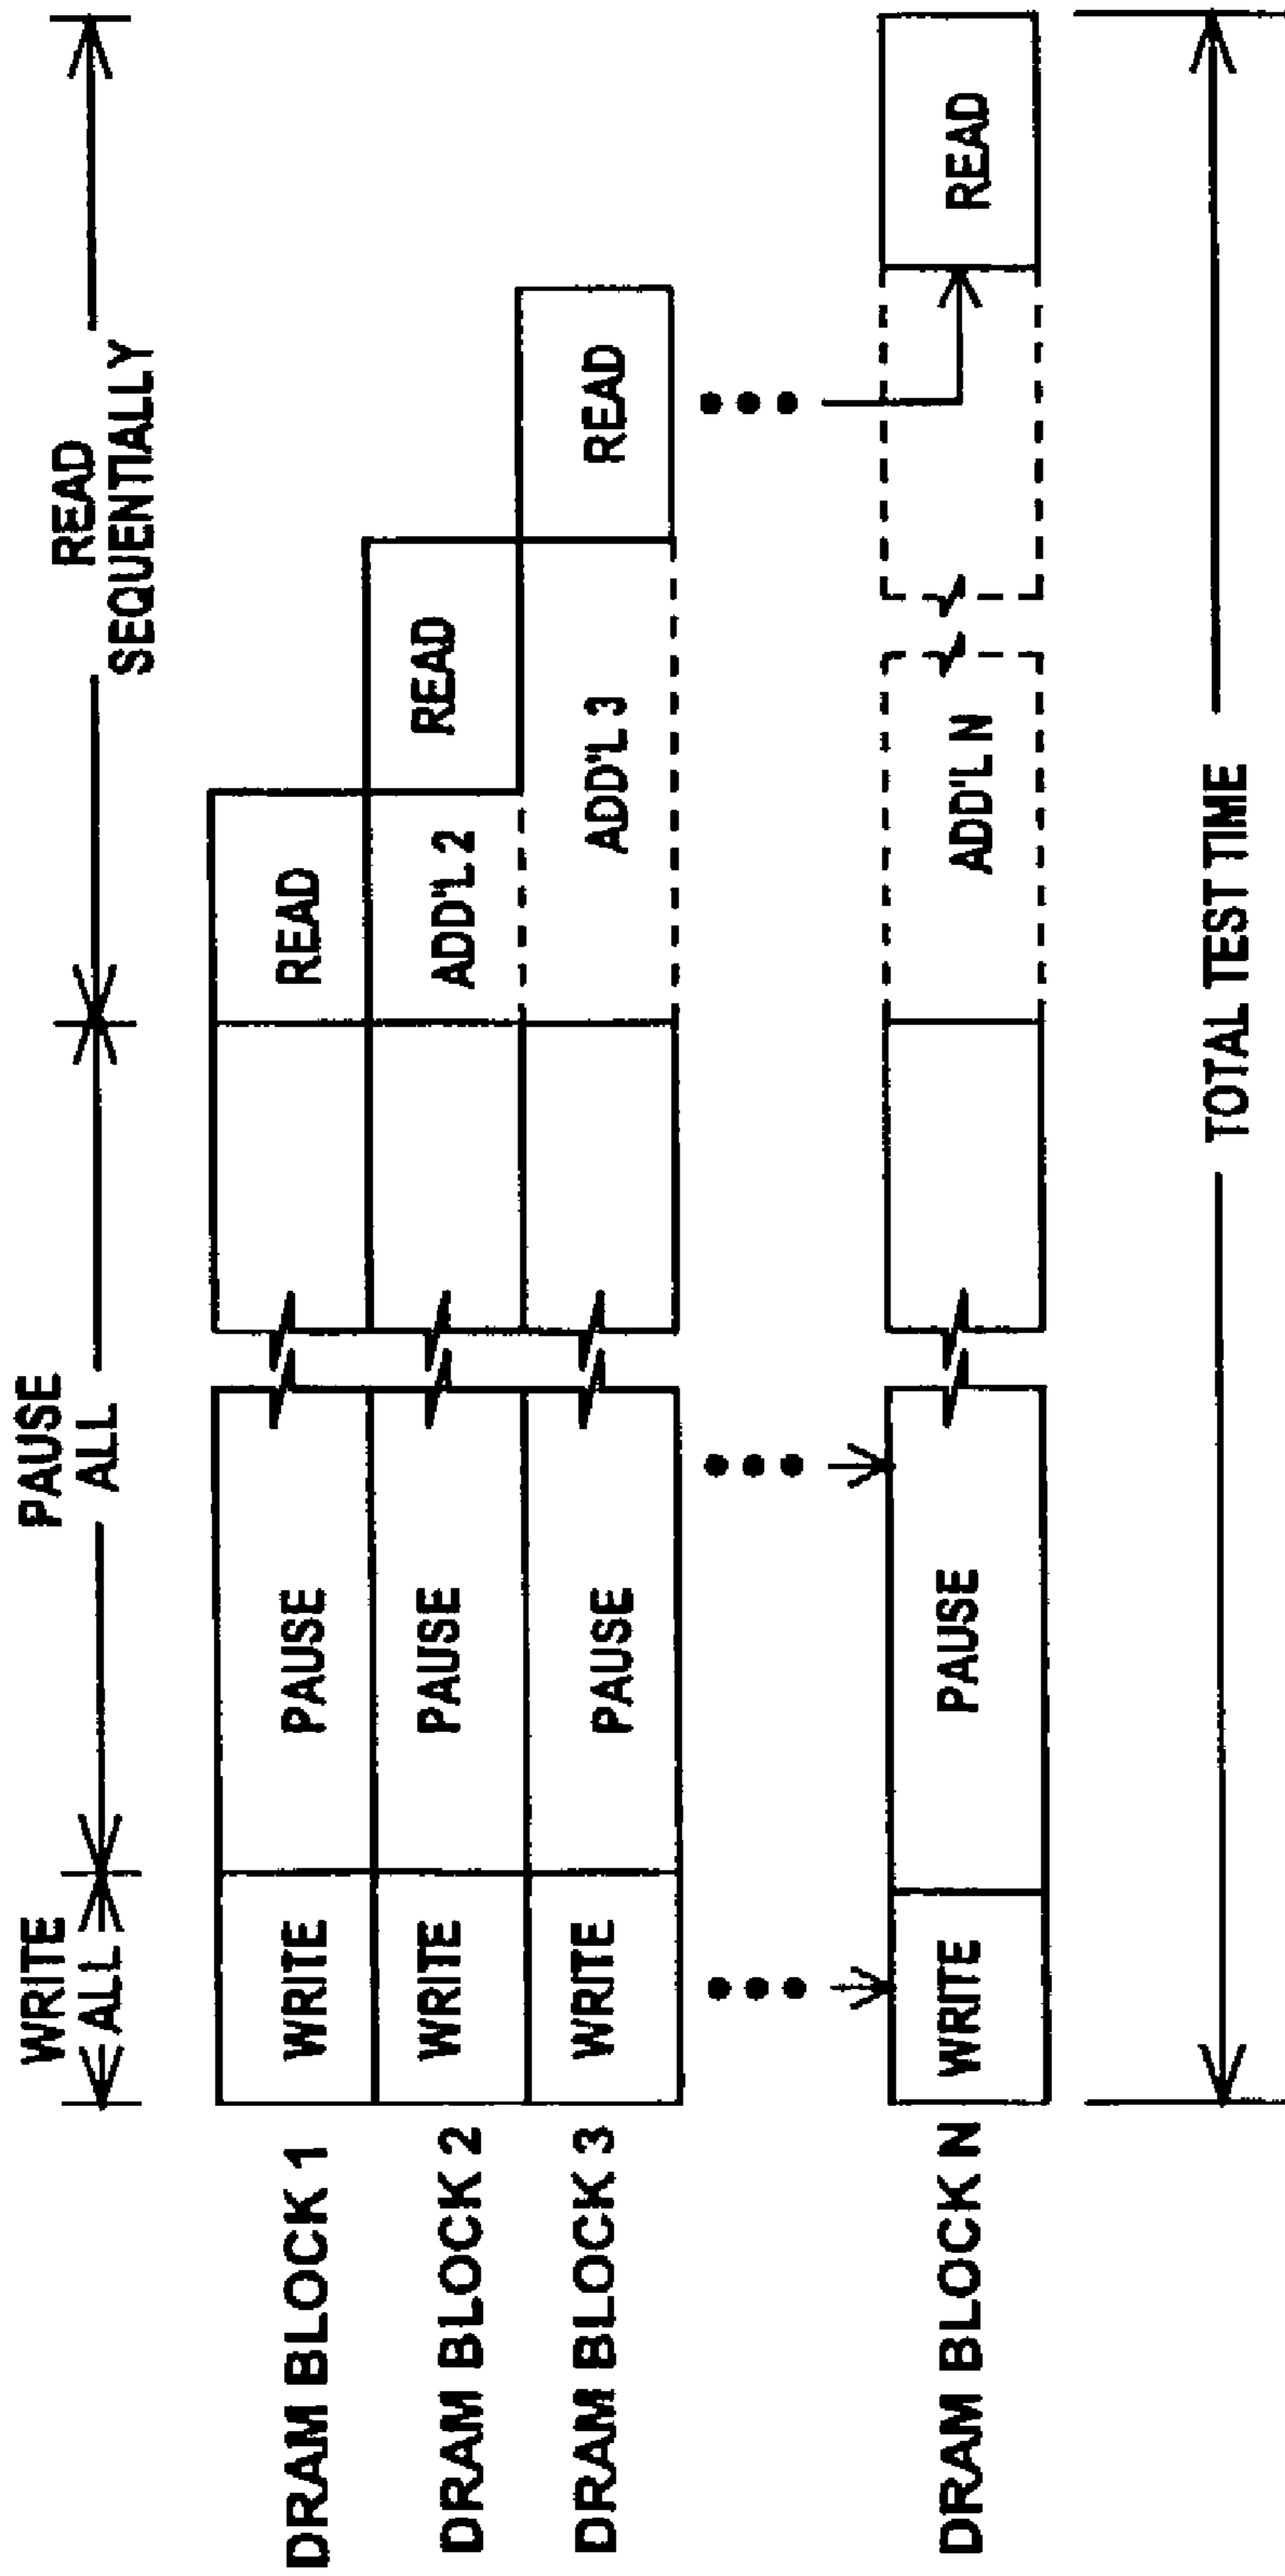 WRITE
ALL
PAUSE
ALL
READ
SEQUENTIALLY
DRAM BLOCK 1
WRITE
PAUSE
READ
DRAM BLOCK 2
WRITE
PAUSE
ADD'L 2
READ
DRAM BLOCK 3
WRITE
PAUSE
ADD'L 3
READ
DRAM BLOCK N
WRITE
PAUSE
ADD'L N
READ
TOTAL TEST TIME